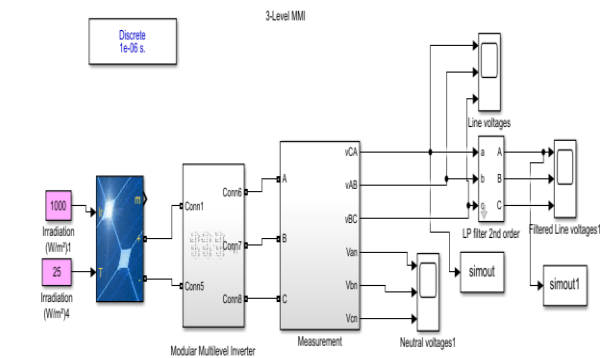 3-Level MMI
Discrete
1e-06 s.
Line voltages
vCA
a
A
vAB
b
B
vBC
C
LP filter 2nd order
Filtered Line voltages1
1000
Irradiation
(W/m²)1
25
Irradiation
(W/m²)4
m
+
T
Conn1
Conn5
Conn6
Conn7
Conn8
Modular Multilevel Inverter
A
B
C
Van
Vbn
Vcn
Measurement
Neutral voltages1
simout
simout1